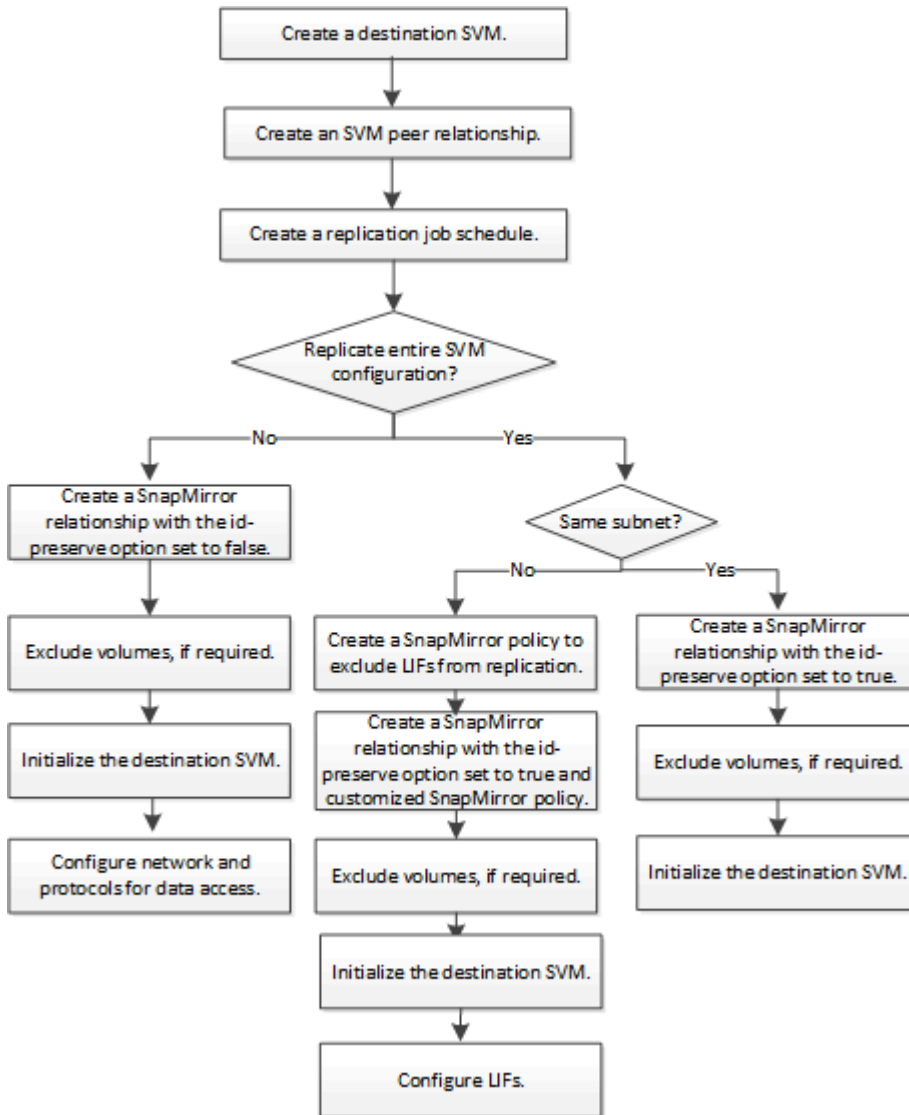 Create a destination SVM.
Create an SVM peer relationship.
Create a replication job schedule.
Replicate entire SVM
configuration?
No
Yes
Create a SnapMirror
relationship with the id-
preserve option set to false.
Exclude volumes, if required.
Initialize the destination SVM.
Configure network and
protocols for data access.
Same subnet?
No
Yes
Create a SnapMirror policy to
exclude LIFs from replication.
Create a SnapMirror
relationship with the id-
preserve option set to true and
customized SnapMirror policy.
Exclude volumes, if required.
Initialize the destination SVM.
Configure LIFs.
Create a SnapMirror
relationship with the id-
preserve option set to true.
Exclude volumes, if required.
Initialize the destination SVM.